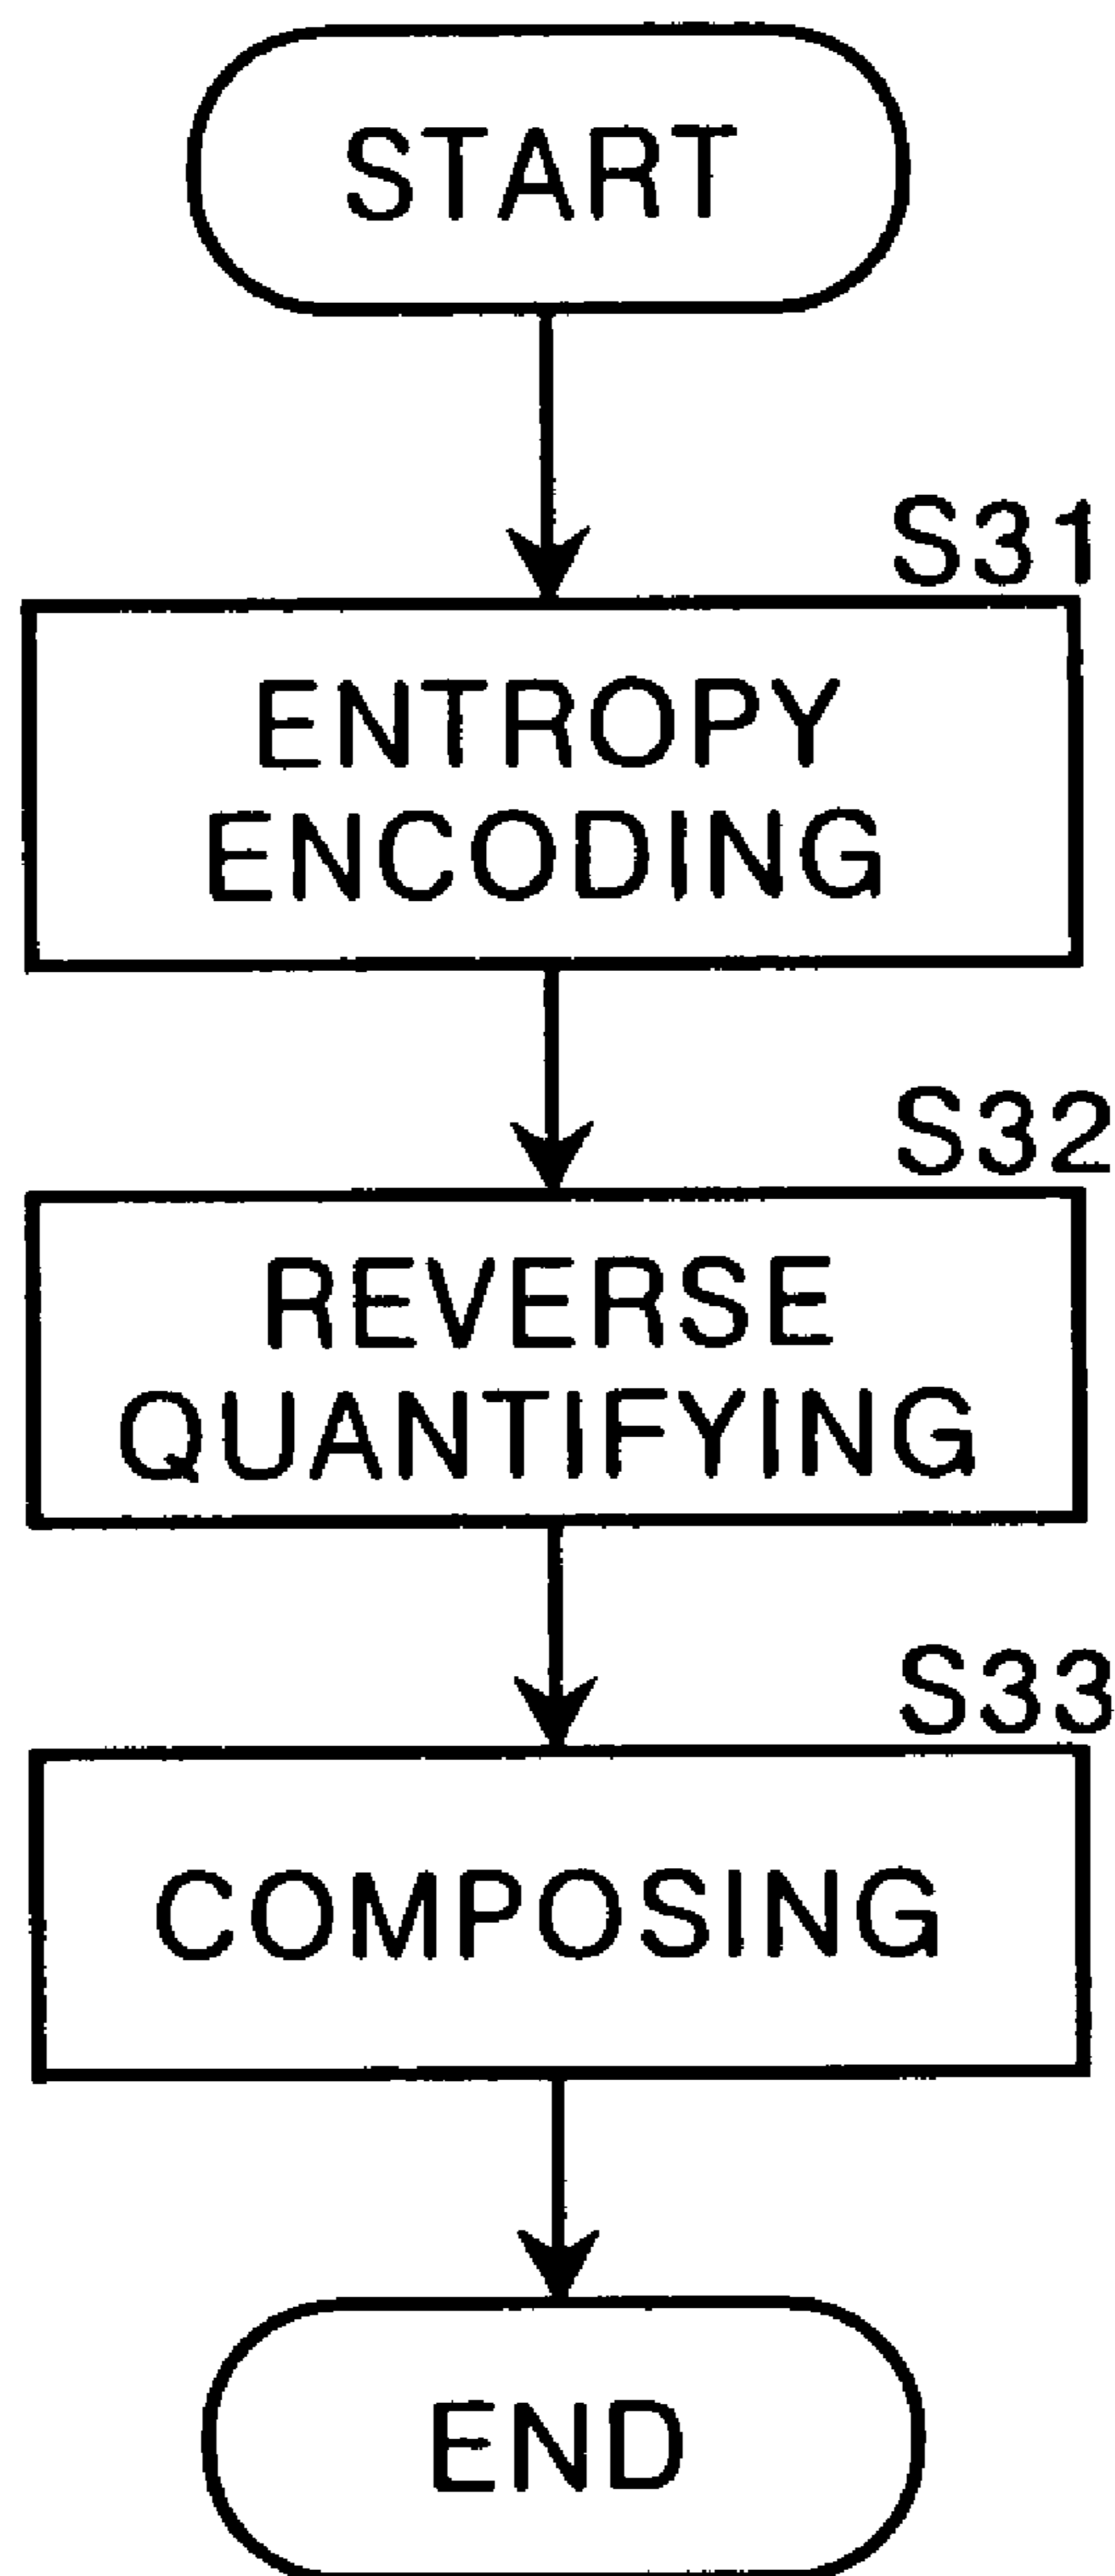 START
S31
ENTROPY
ENCODING
S32
REVERSE
QUANTIFYING
S33
COMPOSING
END